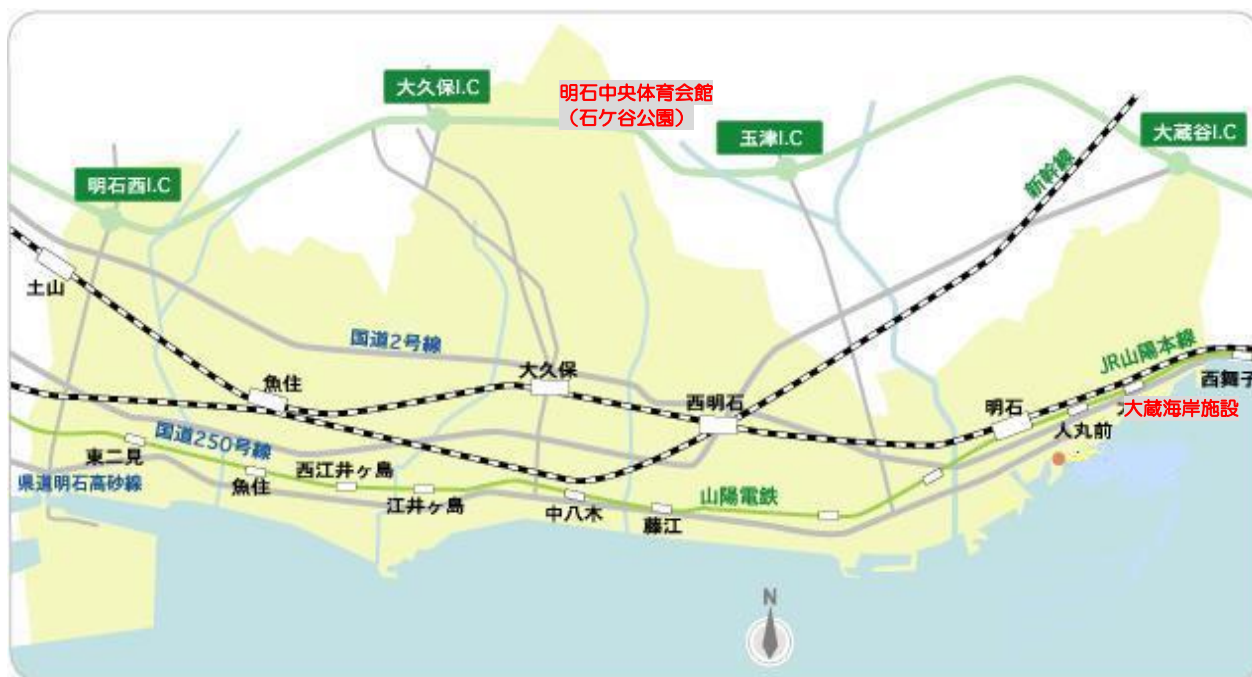 大久保I.C
明石中央体育会館
(石ケ谷公園)
玉津I.C
大蔵谷I.C
明石西I.C
新幹線
土山
国道2号線
大久保
JR山陽本線
西舞子
魚住
西明石
明石
大蔵海岸施設
人丸前
国道250号線
東二見
西江井ヶ島
魚住
県道明石高砂線
江井ヶ島
中八木
山陽電鉄
藤江
N